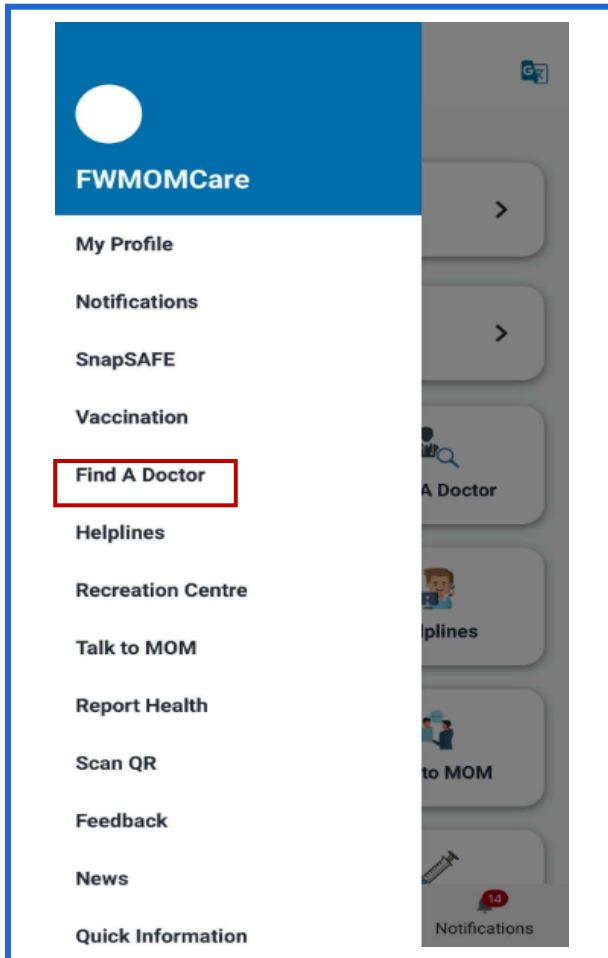 FWMOMCare
My Profile
Notifications
SnapSAFE
Vaccination
Find A Doctor
Helplines
Recreation Centre
Talk to MOM
Report Health
Scan QR
Feedback
News
Quick Information
A Doctor
lplines
to MOM
14
Notifications